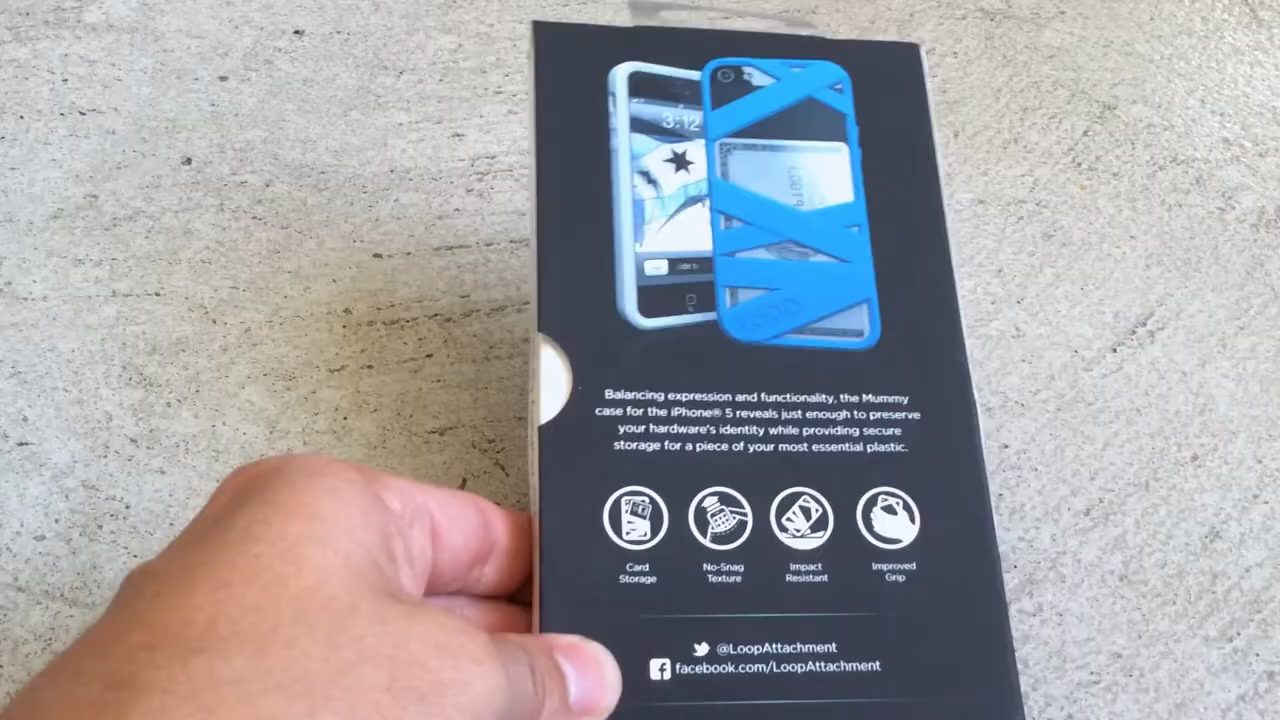 3:12
Balancing expression and functionality, the Mummy
case for the iPhone® 5 reveals just enough to preserve
your hardware's identity while providing secure
storage for a piece of your most essential plastic.
Card
Storage
No-Snag
Texture
Impact
Resistant
Improved
Grip
@LoopAttachment
facebook.com/LoopAttachment